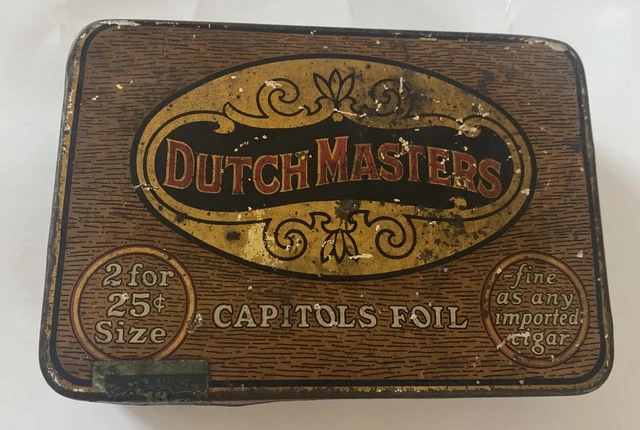 DUTCH MASTERS
2 for
25¢
Size
CAPITOLS FOIL
-fine
as any
imported
cigar